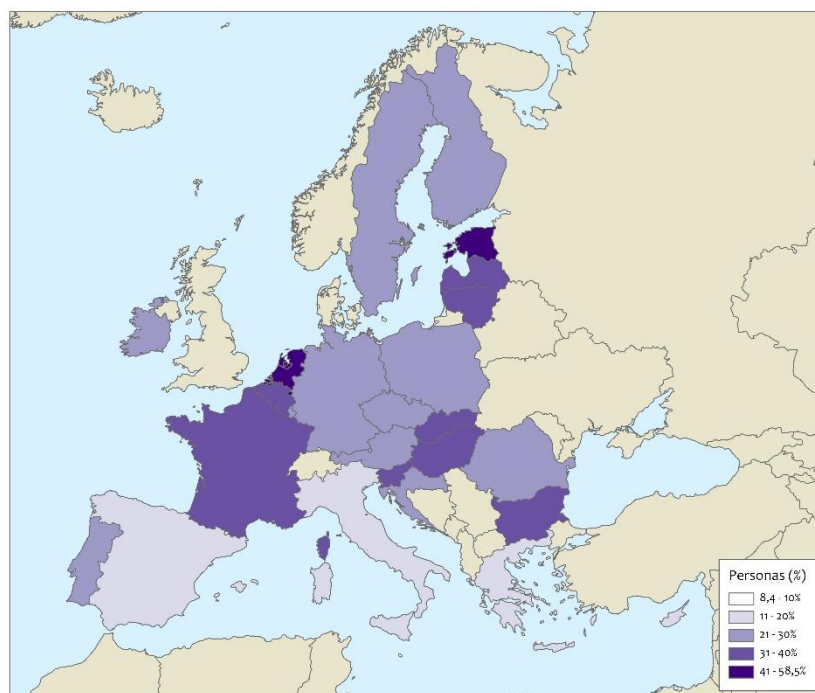 Personas (%)
8,4 - 10%
11 - 20%
21 - 30%
31 - 40%
41 - 58,5%